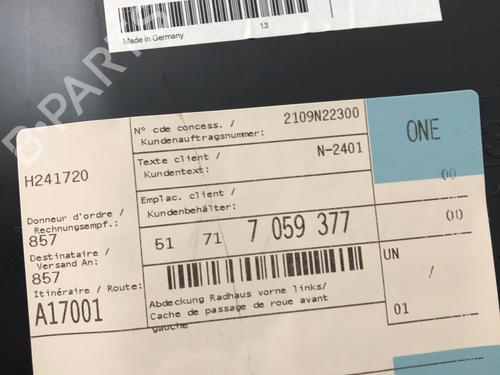 Made in Germany
13
B-PARTS
H241720
Nº cde concess. /
Kundenauftragsnummer:
2109N22300
ONE
Texte client /
Kundentext:
N-2401
00
Emplac. client /
Kundenbehälter:
Donneur d'ordre /
Rechnungsempf.:
857
51 71 7 059 377
00
Destinataire /
Versand An:
857
UN
/
Itinéraire / Route:
A17001
Abdeckung Radhaus vorne links/
Cache de passage de roue avant
gauche
01